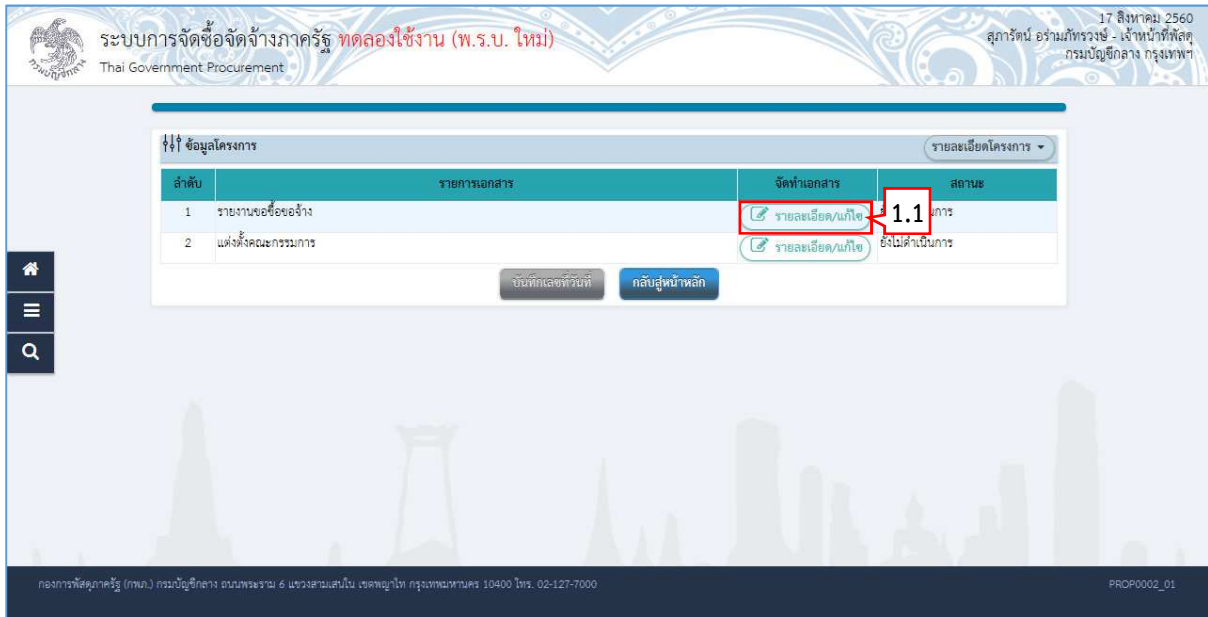 17 สิงหาคม 2560
ระบบการจัดซื้อจัดจ้างภาครัฐ ทดลองใช้งาน (พ.ร.บ. ใหม่)
สุภารัตน์ อร่ามภัทรวงษ์ - เจ้าหน้าที่พัสดุ
Thai Government Procurement
กรมบัญชีกลาง กรุงเทพฯ
กรมบัญชีกลาง
ข้อมูลโครงการ
รายละเอียดโครงการ
ลำดับ รายการเอกสาร จัดทำเอกสาร สถานะ
1 รายงานขอซื้อขอจ้าง รายละเอียด/แก้ไข 1.1
2 แต่งตั้งคณะกรรมการ รายละเอียด/แก้ไข ยังไม่ดำเนินการ
บันทึกเลขที่วันที่ กลับสู่หน้าหลัก
กองการพัสดุภาครัฐ (กพภ.) กรมบัญชีกลาง ถนนพระราม 6 แขวงสามเสนใน เขตพญาไท กรุงเทพมหานคร 10400 โทร. 02-127-7000 PROP0002_01